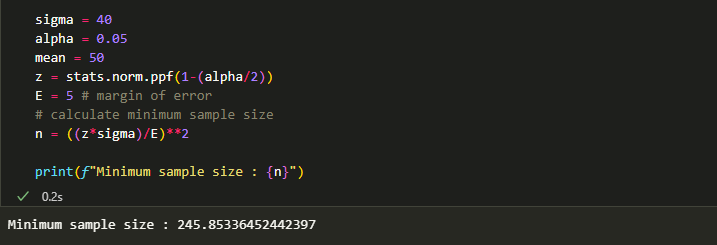 sigma = 40
alpha = 0.05
mean = 50
z = stats.norm.ppf(1-(alpha/2))
E = 5 # margin of error
# calculate minimum sample size
n = ((z*sigma)/E)**2
print(f"Minimum sample size : {n}")
✓ 0.2s
Minimum sample size : 245.85336452442397